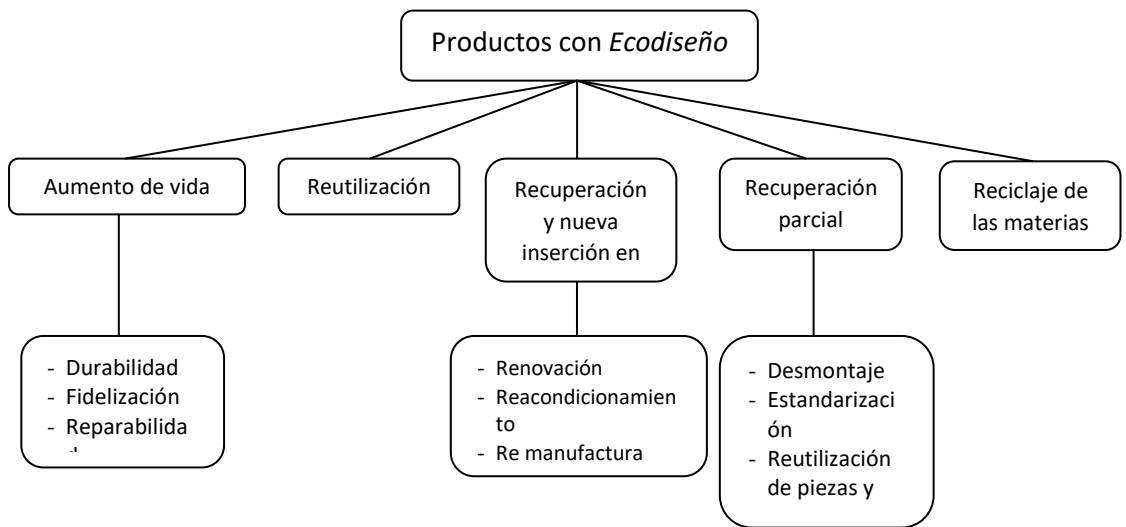 Productos con Ecodiseño
Aumento de vida
Reutilización
Recuperación
y nueva
inserción en
Recuperación
parcial
Reciclaje de
las materias
- Durabilidad
- Fidelización
- Reparabilida
- Renovación
- Reacondicionamien
to
- Re manufactura
- Desmontaje
- Estandarizaci
ón
- Reutilización
de piezas y